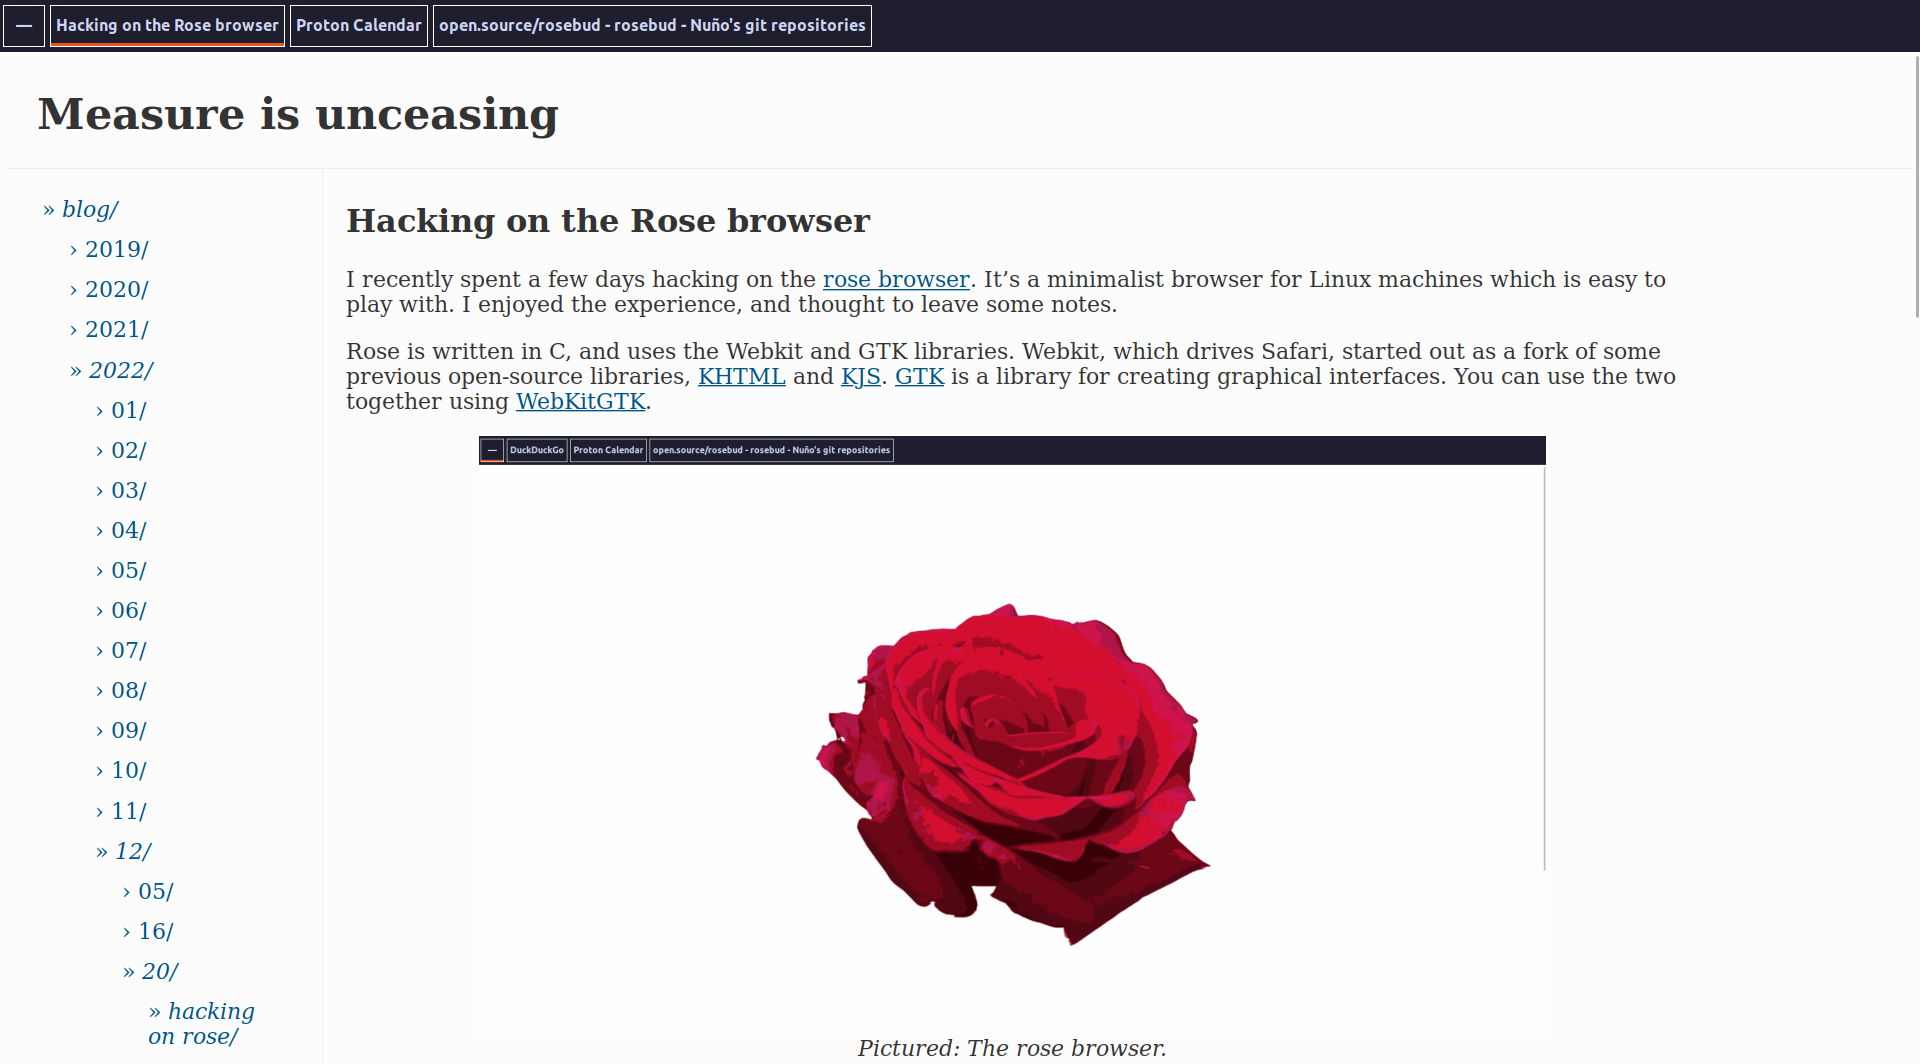 — Hacking on the Rose browser Proton Calendar open.source/rosebud - rosebud - Nuño's git repositories
Measure is unceasing
» blog/
› 2019/
› 2020/
› 2021/
» 2022/
› 01/
› 02/
› 03/
› 04/
› 05/
› 06/
› 07/
› 08/
› 09/
› 10/
› 11/
» 12/
› 05/
› 16/
» 20/
» hacking
on rose/
Hacking on the Rose browser
I recently spent a few days hacking on the rose browser. It’s a minimalist browser for Linux machines which is easy to
play with. I enjoyed the experience, and thought to leave some notes.
Rose is written in C, and uses the Webkit and GTK libraries. Webkit, which drives Safari, started out as a fork of some
previous open-source libraries, KHTML and KJS. GTK is a library for creating graphical interfaces. You can use the two
together using WebKitGTK.
— DuckDuckGo Proton Calendar open.source/rosebud - rosebud - Nuño's git repositories
Pictured: The rose browser.